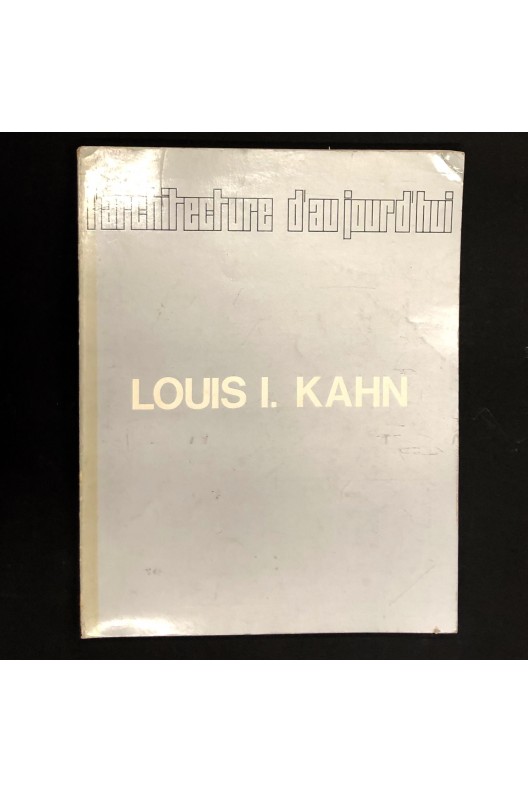 l'architecture d'aujourd'hui
LOUIS I. KAHN